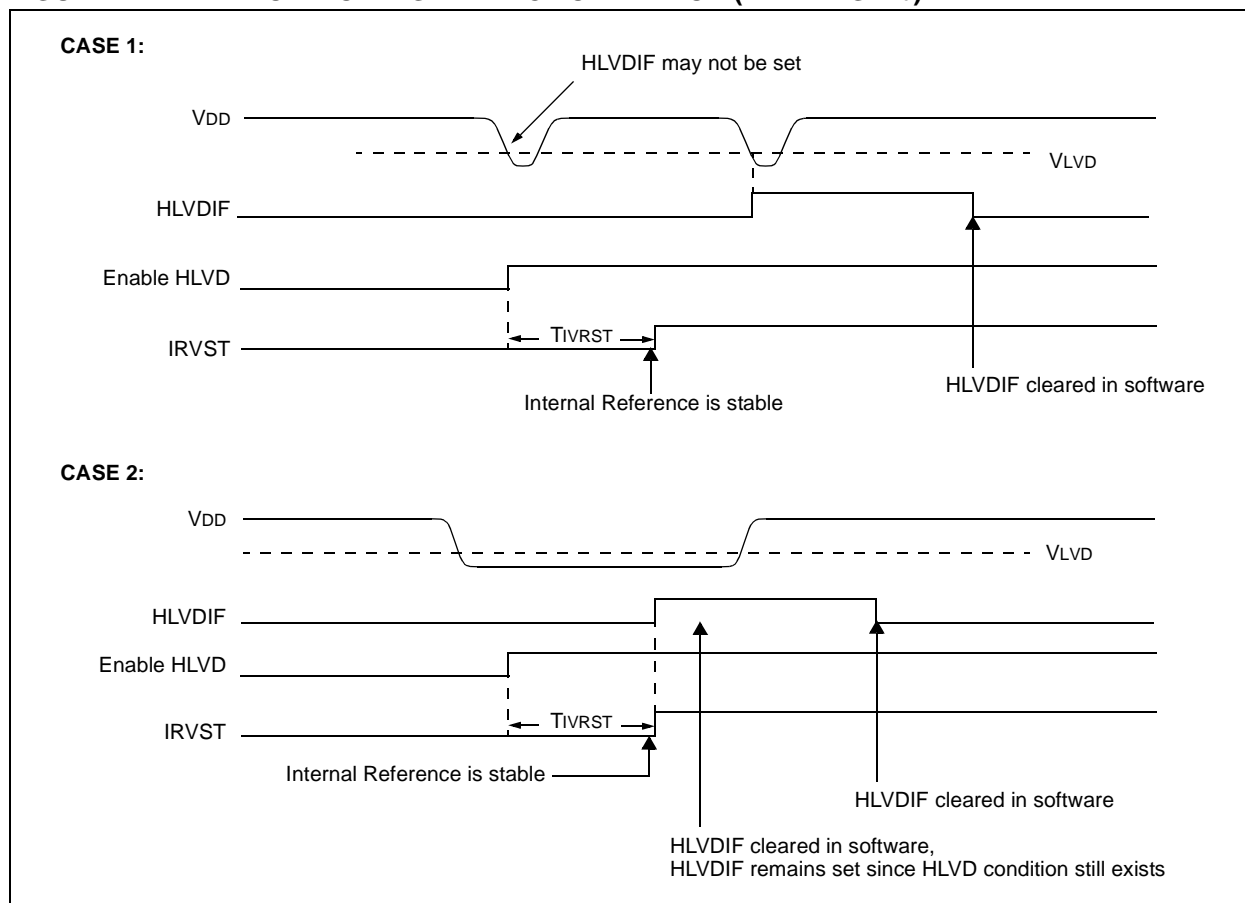 CASE 1:
HLVDIF may not be set
VDD
VLVD
HLVDIF
Enable HLVD
TIVRST
IRVST
HLVDIF cleared in software
Internal Reference is stable
CASE 2:
VDD
VLVD
HLVDIF
Enable HLVD
TIVRST
IRVST
Internal Reference is stable
HLVDIF cleared in software
HLVDIF cleared in software,
HLVDIF remains set since HLVD condition still exists